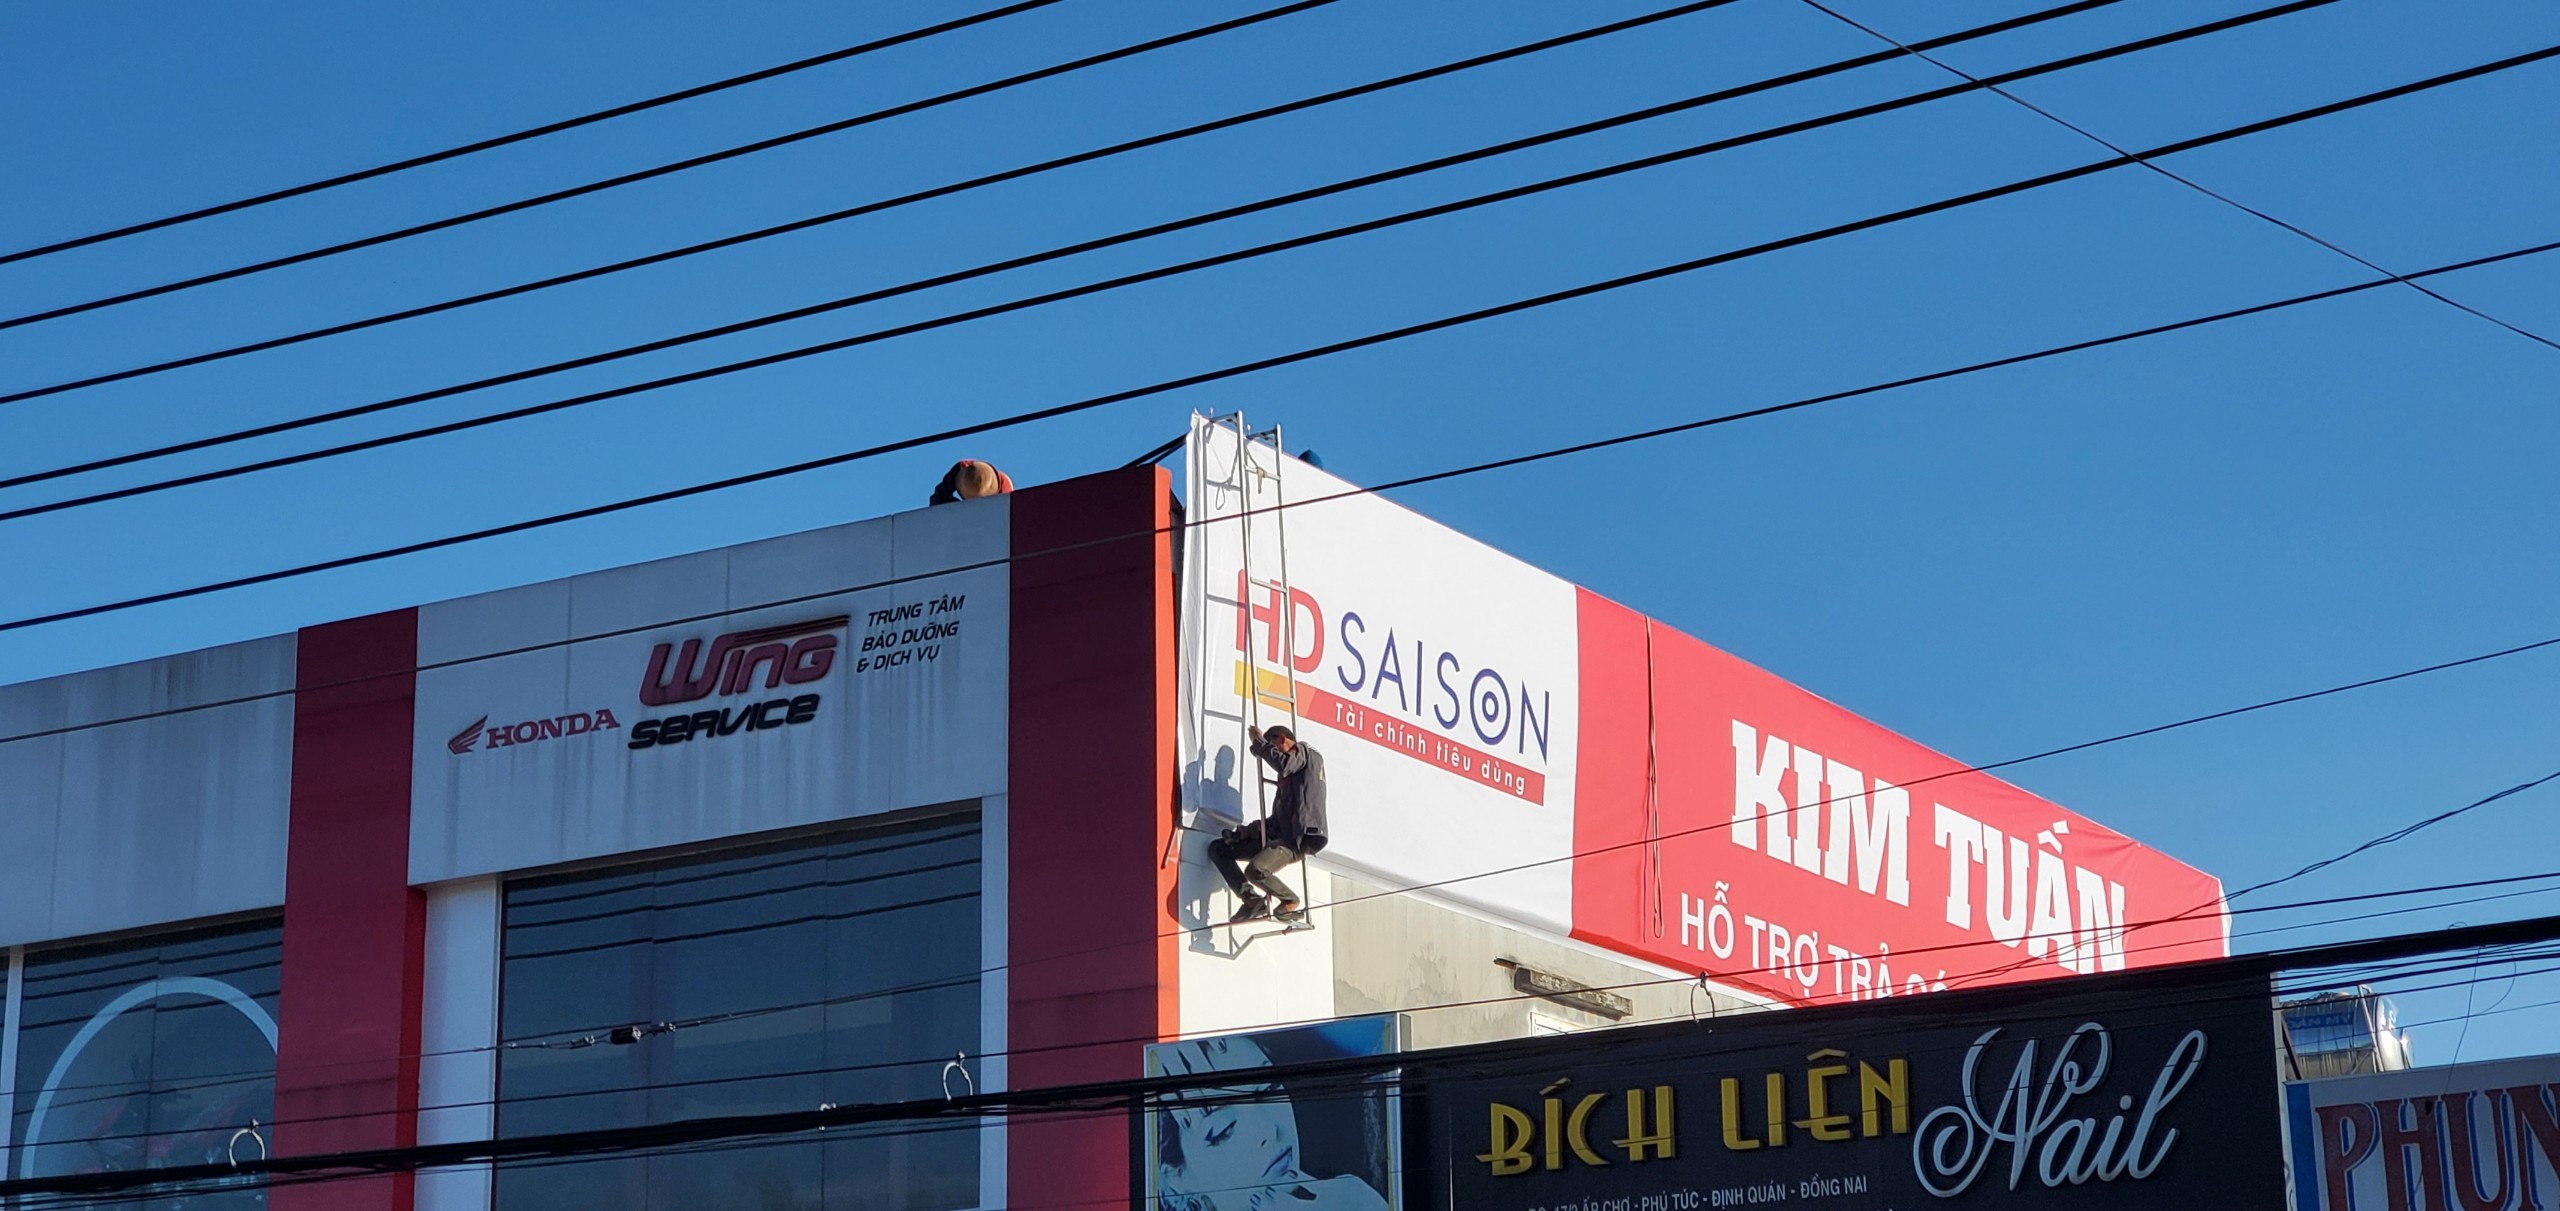 HONDA
Wing
SERVICE
TRUNG TÂM
BẢO DƯỠNG
& DỊCH VỤ
HD SAISON
Tài chính tiêu dùng
KIM TUẤN
HỖ TRỢ TRẢ
BÍCH LIÊN Nail
ẤP CHỢ - PHÚ TÚC - ĐỊNH QUÁN - ĐỒNG NAI